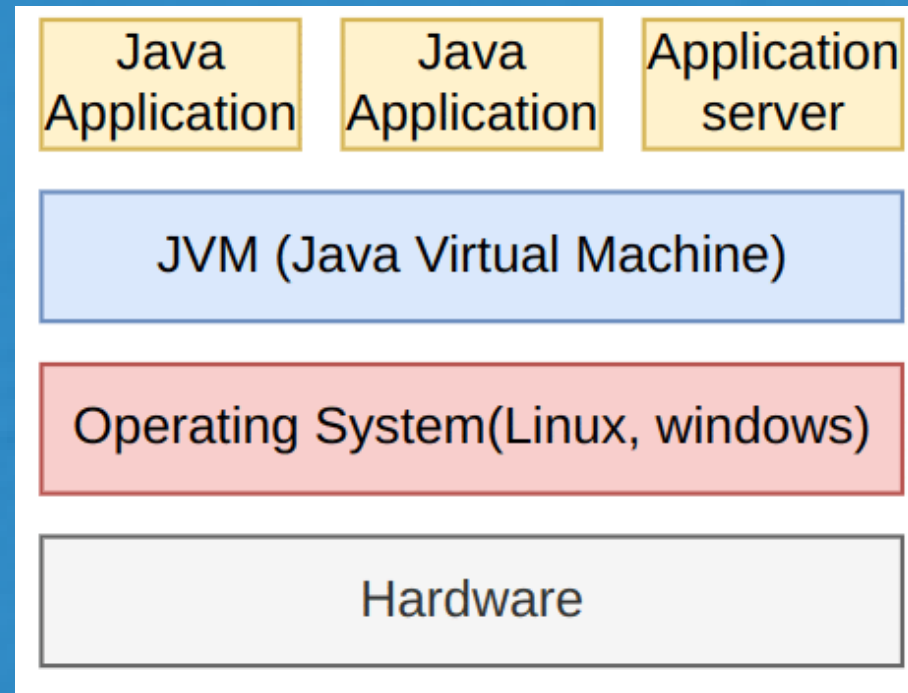 Java
Application
Java
Application
Application
server
JVM (Java Virtual Machine)
Operating System(Linux, windows)
Hardware